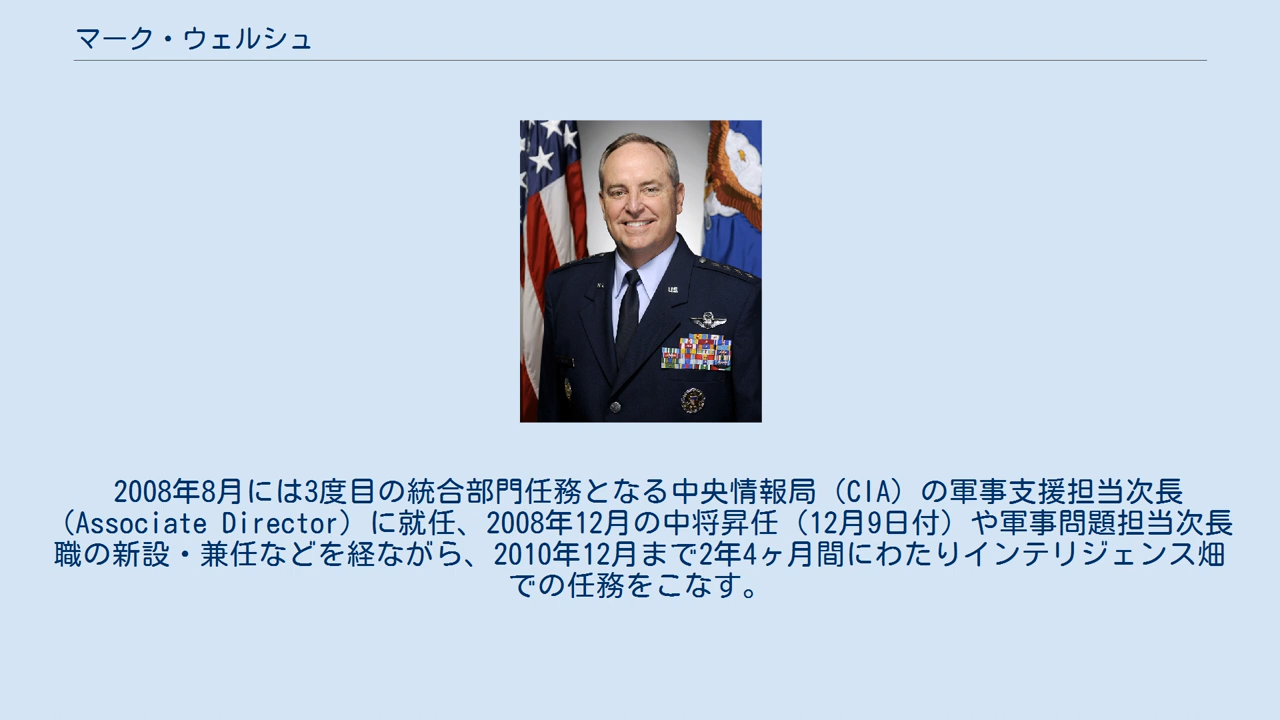 マーク・ウェルシュ
2008年8月には3度目の統合部門任務となる中央情報局（CIA）の軍事支援担当次長
（Associate Director）に就任、2008年12月の中将昇任（12月9日付）や軍事問題担当次長
職の新設・兼任などを経ながら、2010年12月まで2年4ヶ月間にわたりインテリジェンス畑
での任務をこなす。